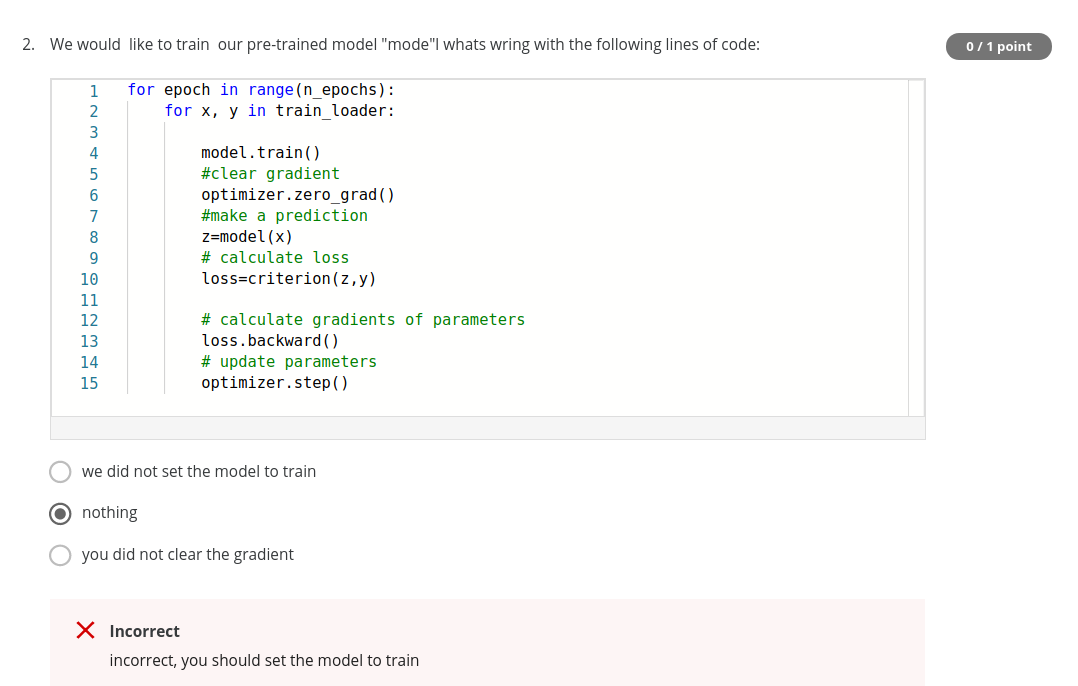 2. We would like to train our pre-trained model "mode"l whats wring with the following lines of code:
0 / 1 point
1 for epoch in range(n_epochs):
2 for x, y in train_loader:
3
4 model.train()
5 #clear gradient
6 optimizer.zero_grad()
7 #make a prediction
8 z=model(x)
9 # calculate loss
10 loss=criterion(z,y)
11
12 # calculate gradients of parameters
13 loss.backward()
14 # update parameters
15 optimizer.step()
we did not set the model to train
nothing
you did not clear the gradient
Incorrect
incorrect, you should set the model to train